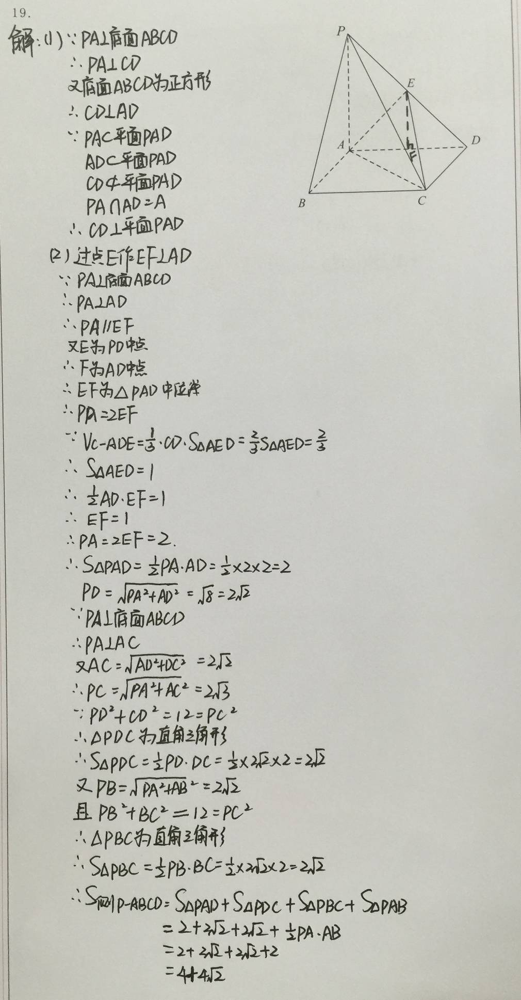 19.
解:(1)∵PA⊥底面ABCD
∴PA⊥CD
又底面ABCD为正方形
∴CD⊥AD
∵PA⊂平面PAD
AD⊂平面PAD
CD⊄平面PAD
PA∩AD=A
∴CD⊥平面PAD
P
E
A
D
F
B
C
(2)过点E作EF⊥AD
∵PA⊥底面ABCD
∴PA⊥AD
∴PA//EF
又E为PD中点
∴F为AD中点
∴EF为△PAD中位线
∴PA=2EF
∵VC-ADE=1/3·CD·S△AED=2/3S△AED=2/3
∴S△AED=1
∴1/2AD·EF=1
∴EF=1
∴PA=2EF=2.
∴S△PAD=1/2PA·AD=1/2×2×2=2
PD=√PA²+AD²=√8=2√2
∵PA⊥底面ABCD
∴PA⊥AC
又AC=√AD²+DC²=2√2
∴PC=√PA²+AC²=2√3
∵PD²+CD²=12=PC²
∴△PDC为直角三角形
∴S△PDC=1/2PD·DC=1/2×2√2×2=2√2
又PB=√PA²+AB²=2√2
且PB²+BC²=12=PC²
∴△PBC为直角三角形
∴S△PBC=1/2PB·BC=1/2×2√2×2=2√2
∴S侧P-ABCD=S△PAD+S△PDC+S△PBC+S△PAB
=2+2√2+2√2+1/2PA·AB
=2+2√2+2√2+2
=4+4√2